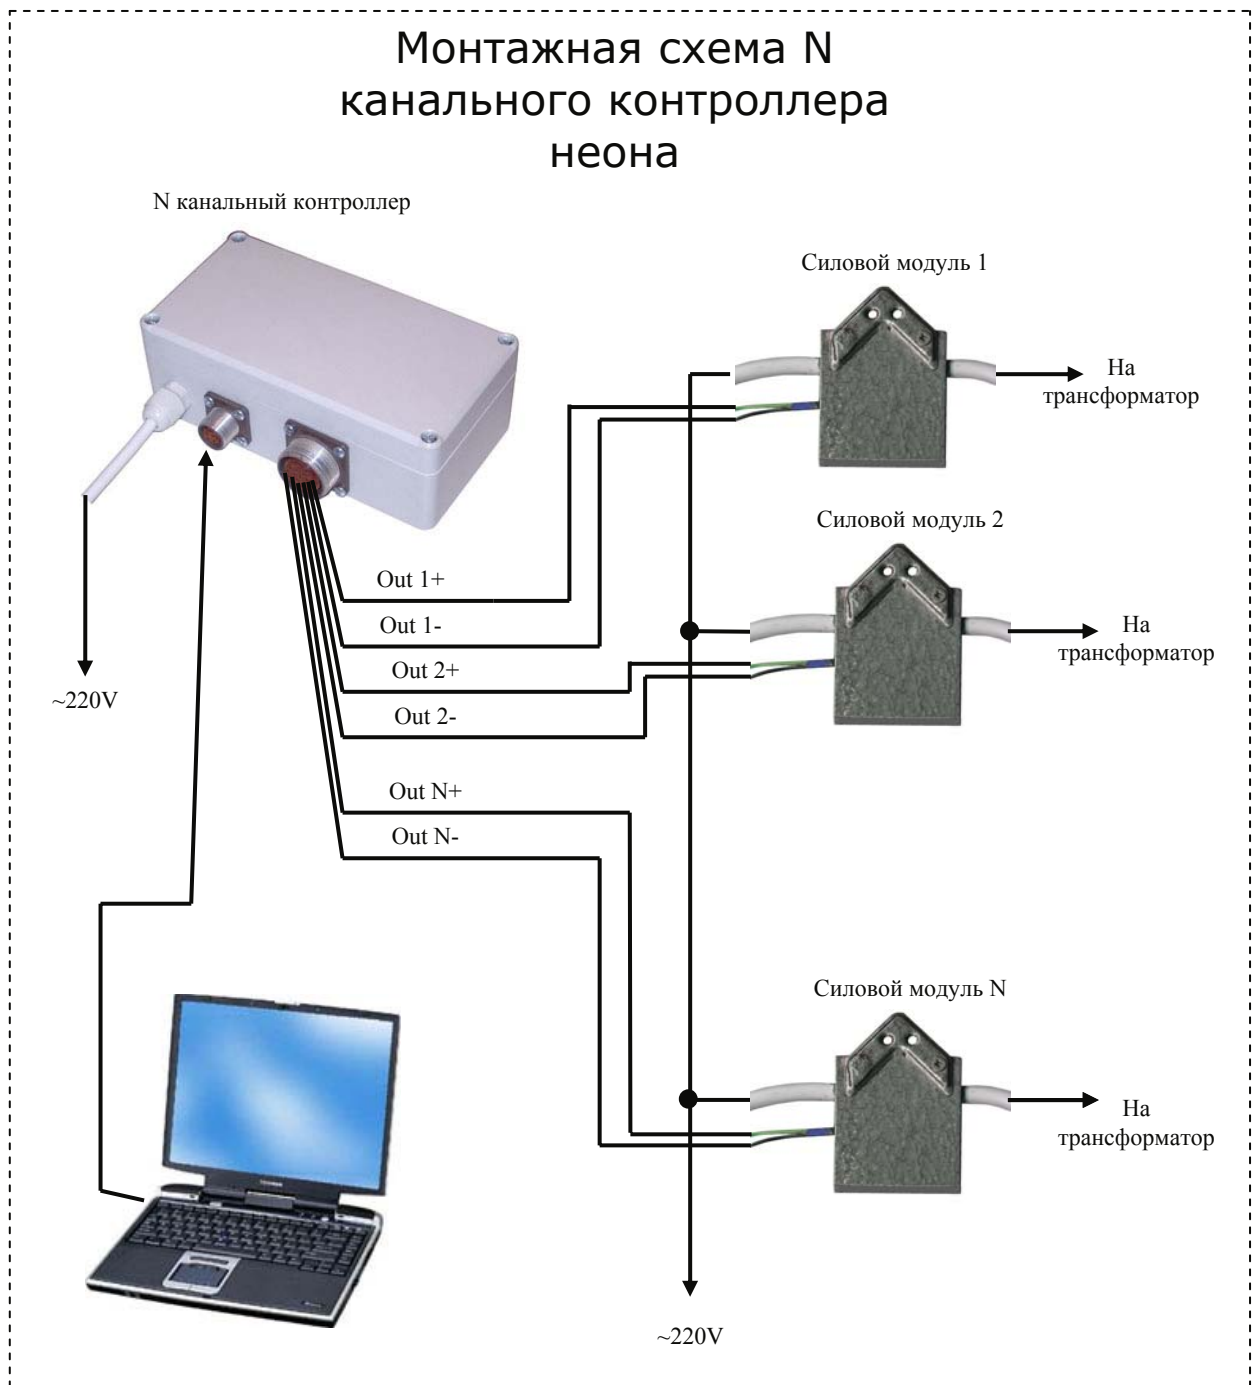 Монтажная схема N
канального контроллера
неона
N канальный контроллер
Силовой модуль 1
На
трансформатор
Силовой модуль 2
Out 1+
Out 1-
На
трансформатор
Out 2+
~220V
Out 2-
Out N+
Out N-
Силовой модуль N
На
трансформатор
~220V